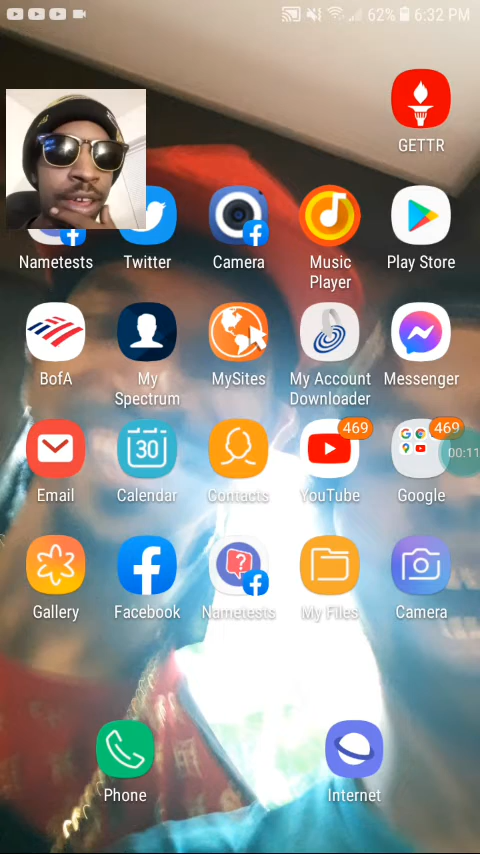 62% 6:32 PM
GETTR
Nametests Twitter Camera Music Player Play Store
BofA My Spectrum MySites My Account Downloader Messenger
469 469
30
00:11
Email Calendar Contacts YouTube Google
Gallery Facebook Nametests My Files Camera
Phone Internet